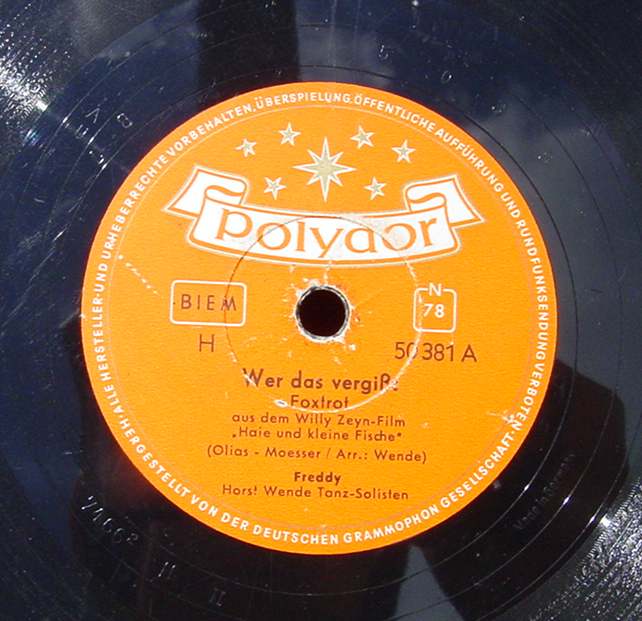 ALLE HERSTELLER-UND URHEBERRECHTE VORBEHALTEN.ÜBERSPIELUNG.ÖFFENTLICHE AUFFÜHRUNG UND RUNDFUNKSENDUNG VERBOTEN
polydor
BIEM
N
78
H
50381 A
Wer das vergißt
Foxtrot
aus dem Willy Zeyn-Film
„Haie und kleine Fische"
(Olias - Moesser / Arr.: Wende)
Freddy
Horst Wende Tanz-Solisten
HERGESTELLT VON DER DEUTSCHEN GRAMMOPHON GESELLSCHAFT